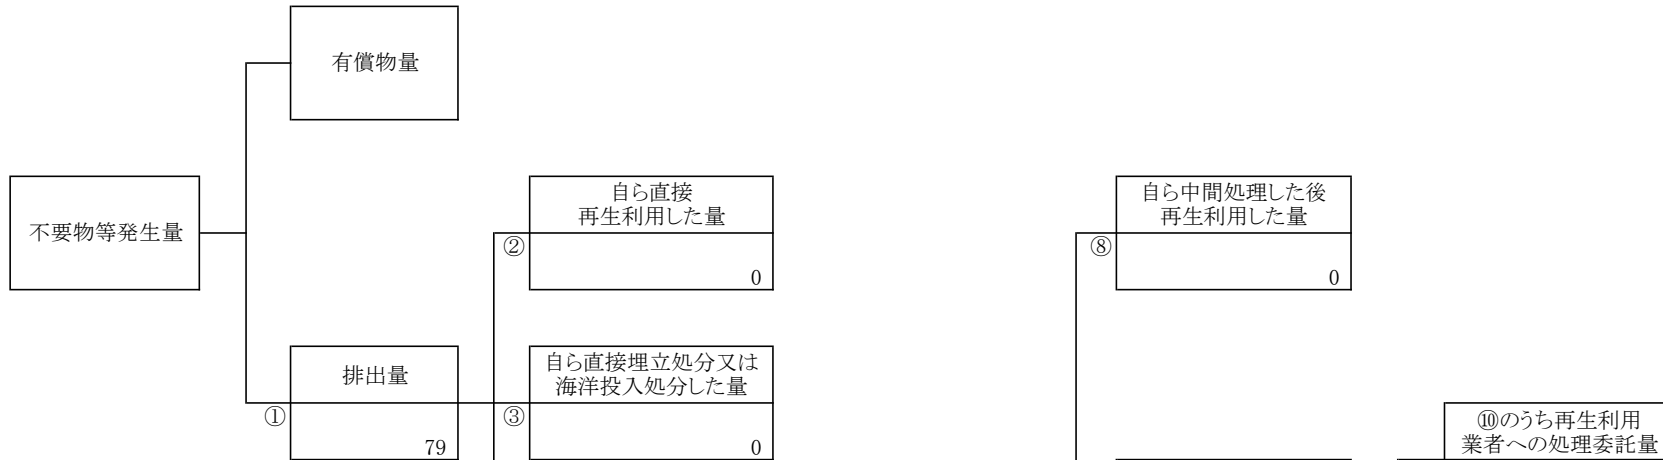 有償物量
不要物等発生量
自ら直接
再生利用した量
②
0
自ら中間処理した後
再生利用した量
⑧
0
排出量
①
79
自ら直接埋立処分又は
海洋投入処分した量
③
0
⑩のうち再生利用
業者への処理委託量